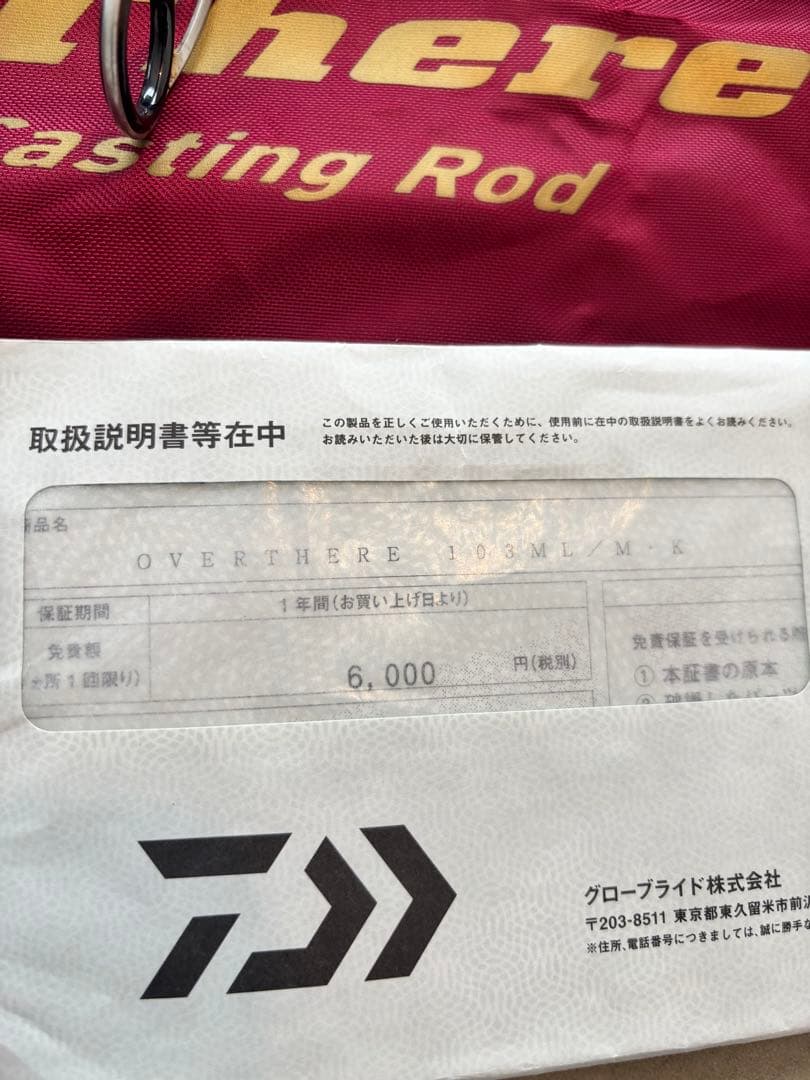 here
Casting Rod
取扱説明書等在中
この製品を正しくご使用いただくために、使用前に在中の取扱説明書をよくお読みください。
お読みいただいた後は大切に保管してください。
品名
OVERTHERE 103ML/M・K
保証期間
1年間(お買い上げ日より)
免責額
所1回限り)
6,000
円(税別)
免責保証を受けられる
① 本証書の原本
グローブライド株式会社
〒203-8511 東京都東久留米市前沢
※住所、電話番号につきましては、誠に勝手な